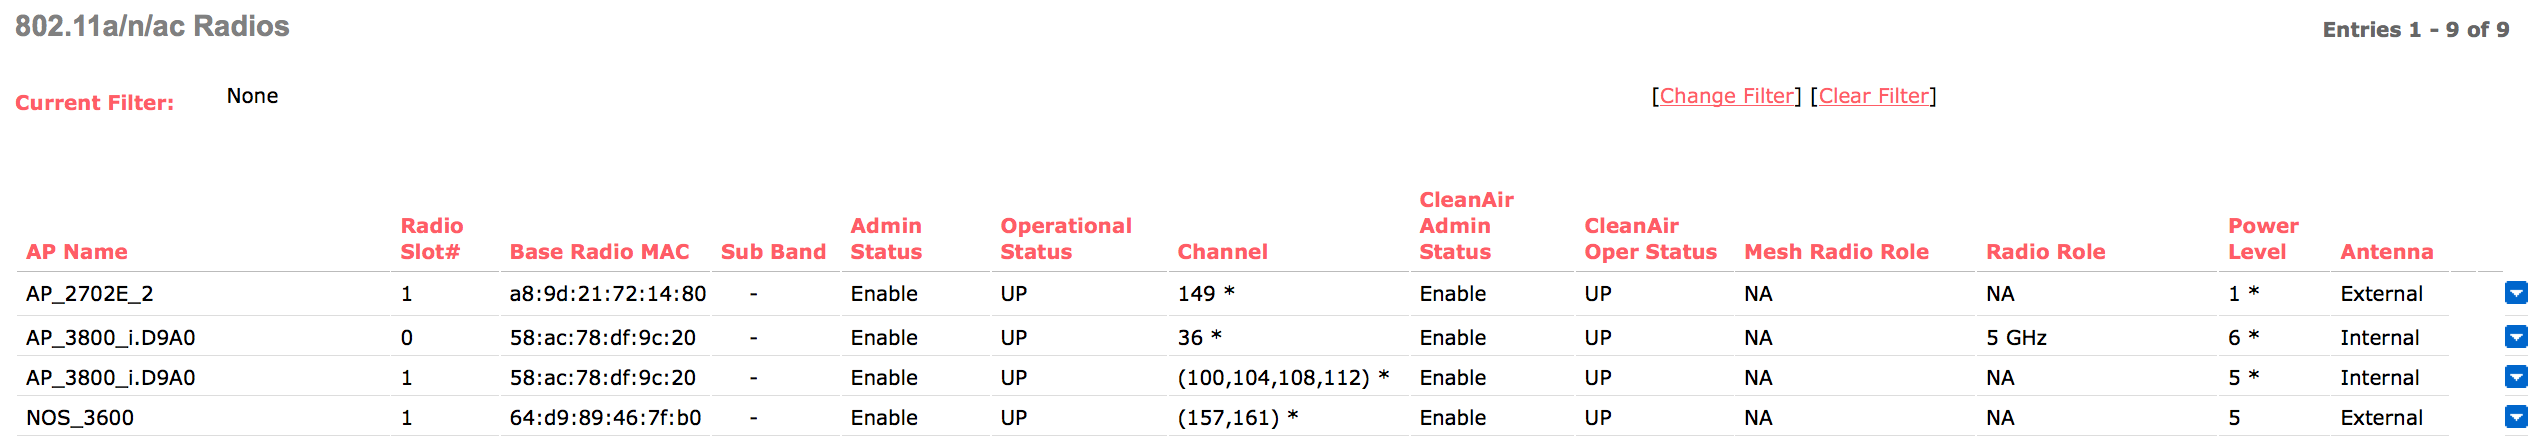 802.11a/n/ac Radios
Entries 1 - 9 of 9
Current Filter: None [Change Filter] [Clear Filter]
AP Name Radio Slot# Base Radio MAC Sub Band Admin Status Operational Status Channel CleanAir Admin Status CleanAir Oper Status Mesh Radio Role Radio Role Power Level Antenna
AP_2702E_2 1 a8:9d:21:72:14:80 - Enable UP 149 * Enable UP NA NA 1 * External
AP_3800_i.D9A0 0 58:ac:78:df:9c:20 - Enable UP 36 * Enable UP NA 5 GHz 6 * Internal
AP_3800_i.D9A0 1 58:ac:78:df:9c:20 - Enable UP (100,104,108,112) * Enable UP NA NA 5 * Internal
NOS_3600 1 64:d9:89:46:7f:b0 - Enable UP (157,161) * Enable UP NA NA 5 External